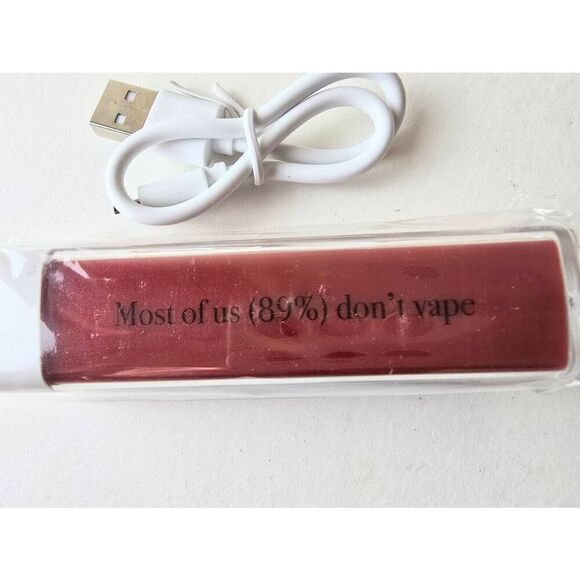 Most of us (89%) don't vape